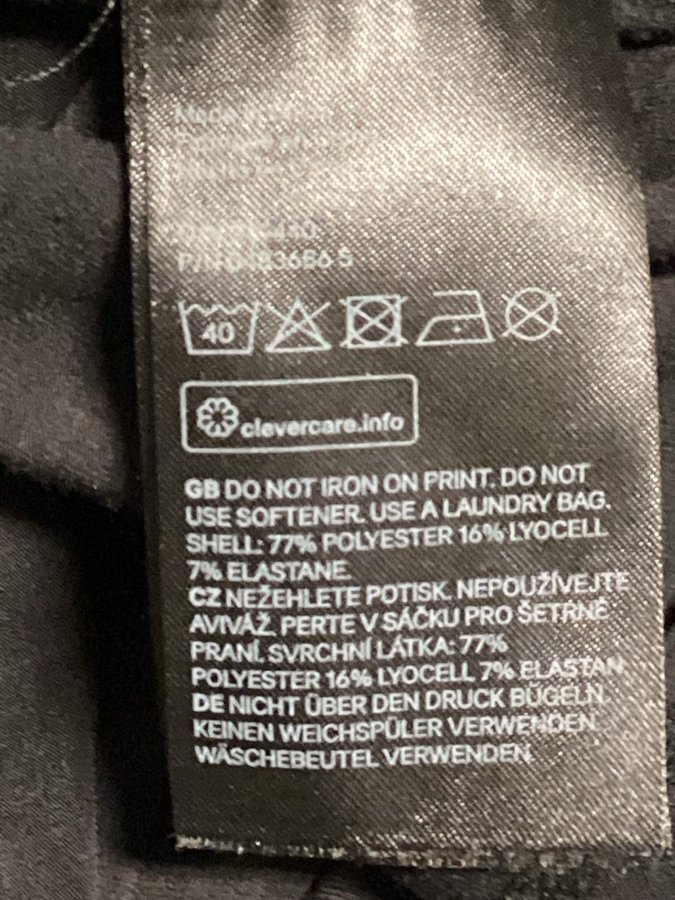 40
clevercare.info
GB DO NOT IRON ON PRINT. DO NOT
USE SOFTENER. USE A LAUNDRY BAG.
SHELL: 77% POLYESTER 16% LYOCELL
7% ELASTANE.
CZ NEŽEHLETE POTISK. NEPOUŽÍVEJTE
AVIVÁŽ. PERTE V SÁČKU PRO ŠETRNÉ
PRANÍ. SVRCHNÍ LÁTKA: 77%
POLYESTER 16% LYOCELL 7% ELASTAN
DE NICHT ÜBER DEN DRUCK BÜGELN.
KEINEN WEICHSPÜLER VERWENDEN.
WÄSCHEBEUTEL VERWENDEN.